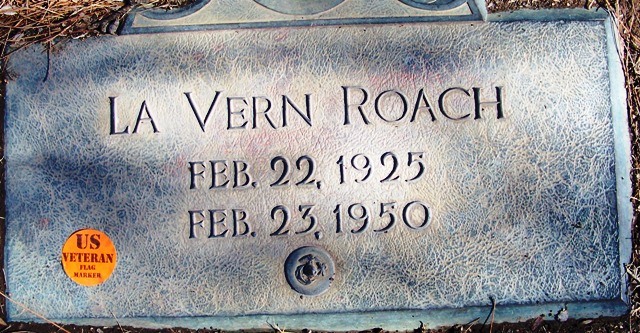 LA VERN ROACH
FEB. 22, 1925
FEB. 23, 1950
US
VETERAN
FLAG
MARKER